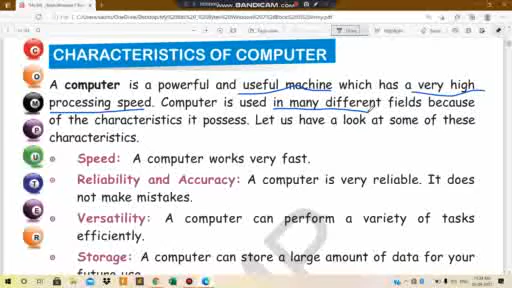 WWW.BANDICAM.COM
CHARACTERISTICS OF COMPUTER
A computer is a powerful and useful machine which has a very high
processing speed. Computer is used in many different fields because
of the characteristics it possess. Let us have a look at some of these
characteristics.
Speed: A computer works very fast.
Reliability and Accuracy: A computer is very reliable. It does
not make mistakes.
Versatility: A computer can perform a variety of tasks
efficiently.
Storage: A computer can store a large amount of data for your
future use.
C
O
M
P
U
T
E
R